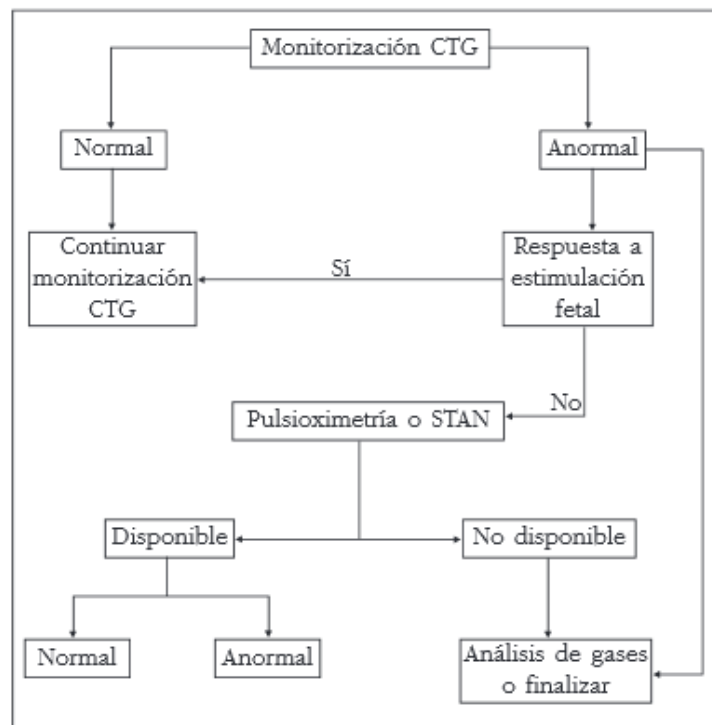 Monitorización CTG
Normal
Anormal
Continuar
monitorización
CTG
Sí
Respuesta a
estimulación
fetal
No
Pulsioximetría o STAN
Disponible
No disponible
Normal
Anormal
Análisis de gases
o finalizar